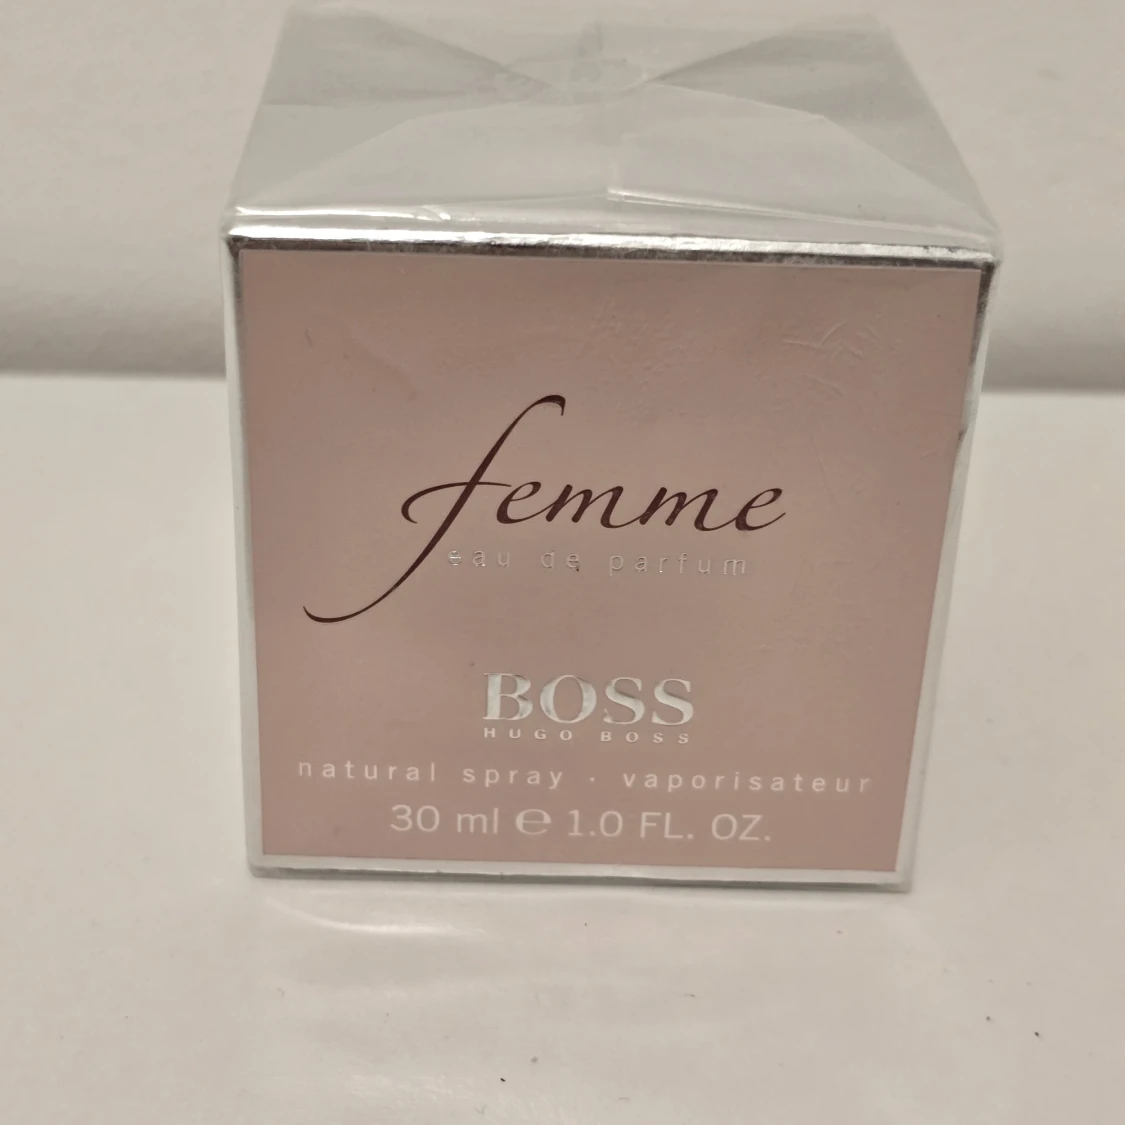 femme
eau de parfum
BOSS
HUGO BOSS
natural spray · vaporisateur
30 ml ℮ 1.0 FL. OZ.